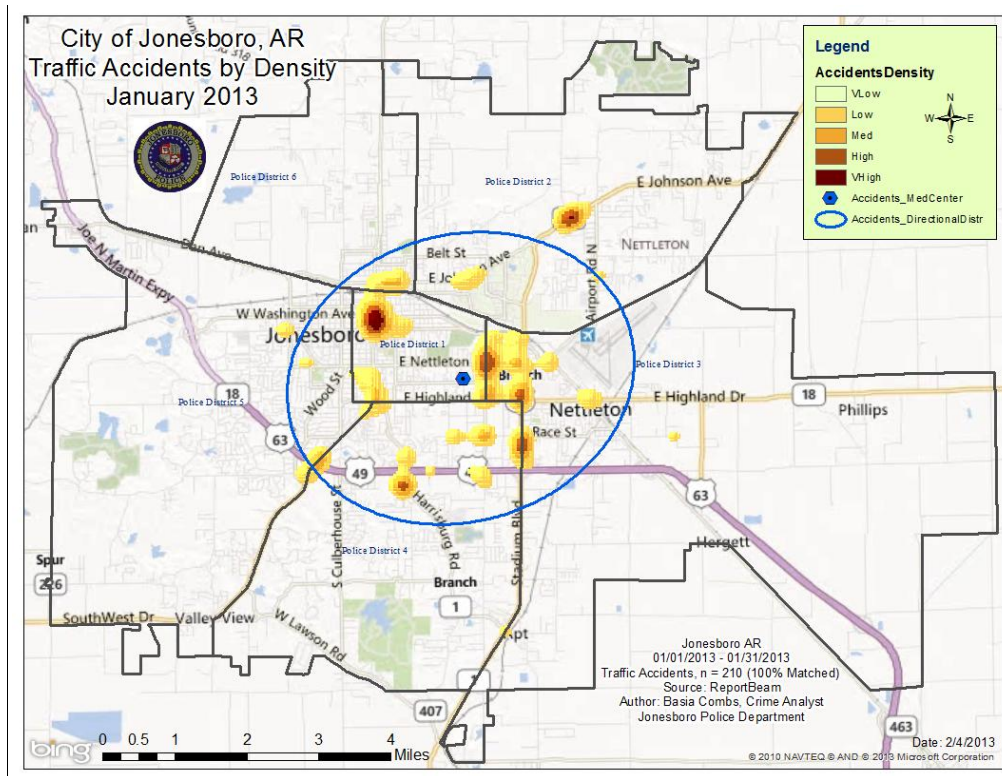 City of Jonesboro, AR
Traffic Accidents by Density
January 2013
Legend
AccidentsDensity
VLow
Low
Med
High
VHigh
Accidents_MedCenter
Accidents_DirectionalDistr
N
W
E
S
Police District 6
Police District 2
E Johnson Ave
NETTLETON
Airport Rd N
Joe N Martin Expy
Dan Ave
Belt St
W Washington Ave
Jonesboro
Police District 1
E Nettleton
Police District 3
Wood St
E Highland
Nettleton
E Highland Dr
18
Phillips
18
Police District 5
63
Race St
49
63
Harrisburg Rd
S Culberhouse St
Stadium Blvd
Hergett
Police District 4
Spur
226
Branch
1
SouthWest Dr
Valley View
W Lawson Rd
Apt
407
463
Jonesboro AR
01/01/2013 - 01/31/2013
Traffic Accidents, n = 210 (100% Matched)
Source: ReportBeam
Author: Basia Combs, Crime Analyst
Jonesboro Police Department
bing
0 0.5 1 2 3 4
Miles
Date: 2/4/2013
© 2010 NAVTEQ © AND © 2013 Microsoft Corporation